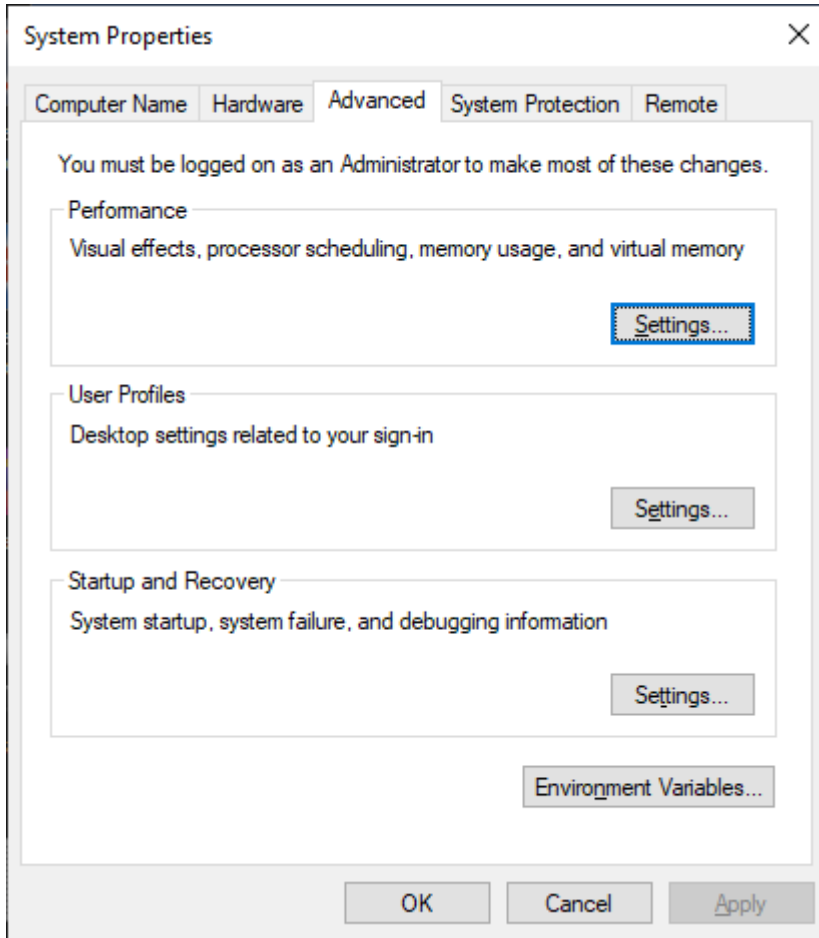 System Properties
Computer Name Hardware Advanced System Protection Remote
You must be logged on as an Administrator to make most of these changes.
Performance
Visual effects, processor scheduling, memory usage, and virtual memory
Settings...
User Profiles
Desktop settings related to your sign-in
Settings...
Startup and Recovery
System startup, system failure, and debugging information
Settings...
Environment Variables...
OK Cancel Apply